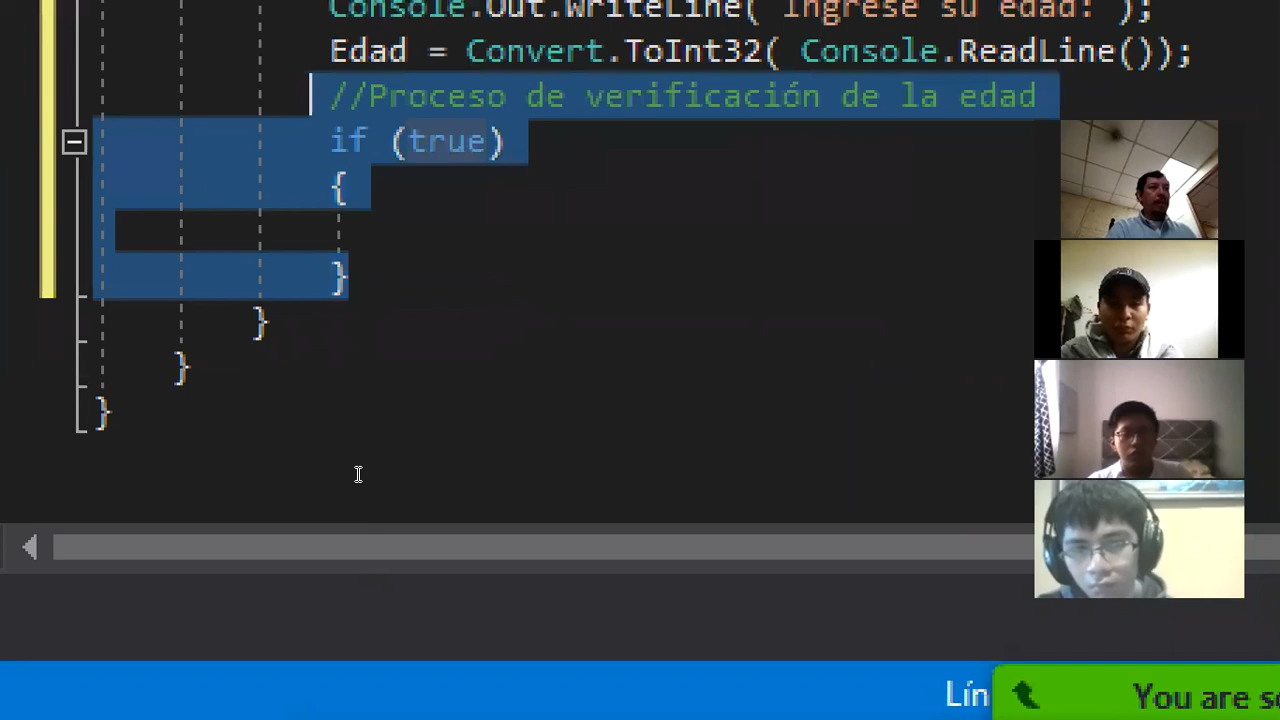 Console.Out.WriteLine("Ingrese su edad:");
Edad = Convert.ToInt32( Console.ReadLine());
//Proceso de verificación de la edad
if (true)
{
}
}
}
}
Lín
You are